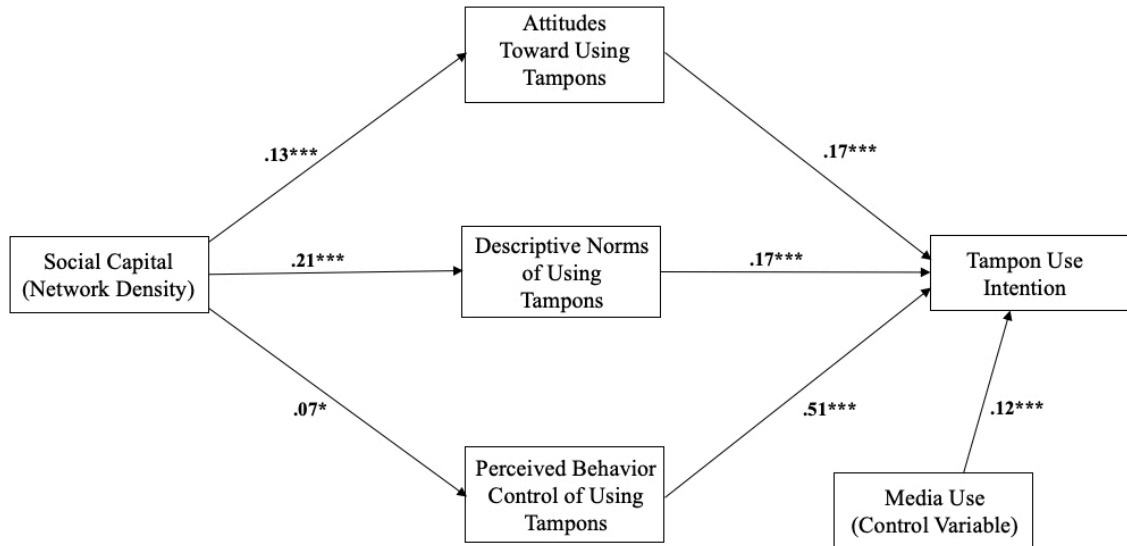 Attitudes
Toward Using
Tampons
.13***
.17***
Social Capital
(Network Density)
.21***
Descriptive Norms
of Using
Tampons
.17***
Tampon Use
Intention
.07*
.51***
.12***
Perceived Behavior
Control of Using
Tampons
Media Use
(Control Variable)